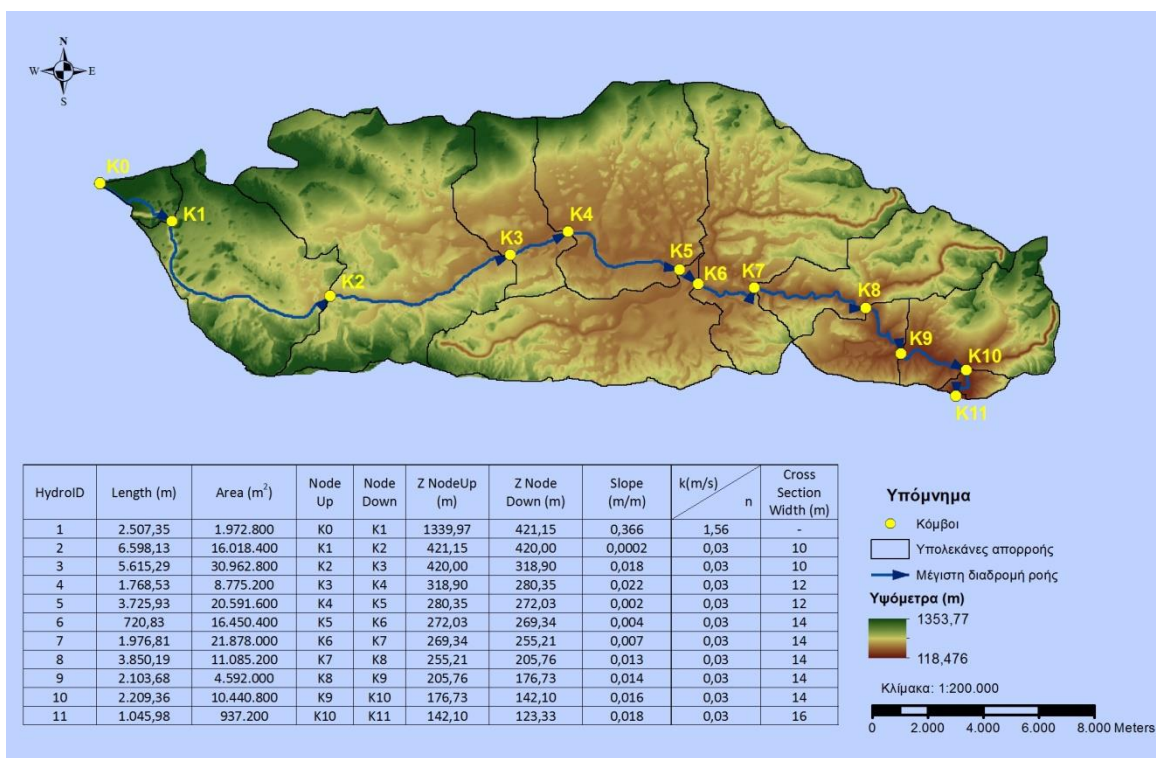 N
W E
S
K0
K1
K2
K3
K4
K5
K6
K7
K8
K9
K10
K11
HydroID Length (m) Area (m²) Node Up Node Down Z NodeUp (m) Z Node Down (m) Slope (m/m) k(m/s) n Cross Section Width (m)
1 2.507,35 1.972.800 K0 K1 1339,97 421,15 0,366 1,56 -
2 6.598,13 16.018.400 K1 K2 421,15 420,00 0,0002 0,03 10
3 5.615,29 30.962.800 K2 K3 420,00 318,90 0,018 0,03 10
4 1.768,53 8.775.200 K3 K4 318,90 280,35 0,022 0,03 12
5 3.725,93 20.591.600 K4 K5 280,35 272,03 0,002 0,03 12
6 720,83 16.450.400 K5 K6 272,03 269,34 0,004 0,03 14
7 1.976,81 21.878.000 K6 K7 269,34 255,21 0,007 0,03 14
8 3.850,19 11.085.200 K7 K8 255,21 205,76 0,013 0,03 14
9 2.103,68 4.592.000 K8 K9 205,76 176,73 0,014 0,03 14
10 2.209,36 10.440.800 K9 K10 176,73 142,10 0,016 0,03 14
11 1.045,98 937.200 K10 K11 142,10 123,33 0,018 0,03 16
Υπόμνημα
Κόμβοι
Υπολεκάνες απορροής
Μέγιστη διαδρομή ροής
Υψόμετρα (m)
1353,77
118,476
Κλίμακα: 1:200.000
0 2.000 4.000 6.000 8.000 Meters